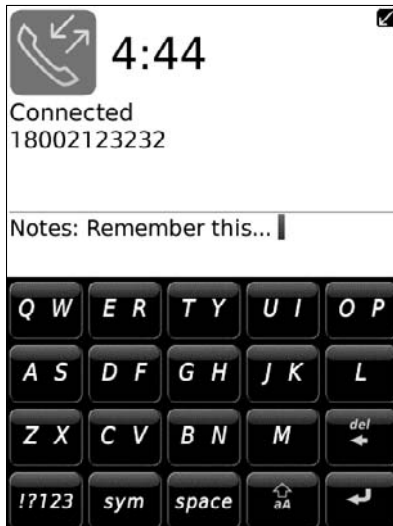 4:44
Connected
18002123232
Notes: Remember this...
Q W E R T Y U I O P
A S D F G H J K L
Z X C V B N M del
!?123 sym space aA